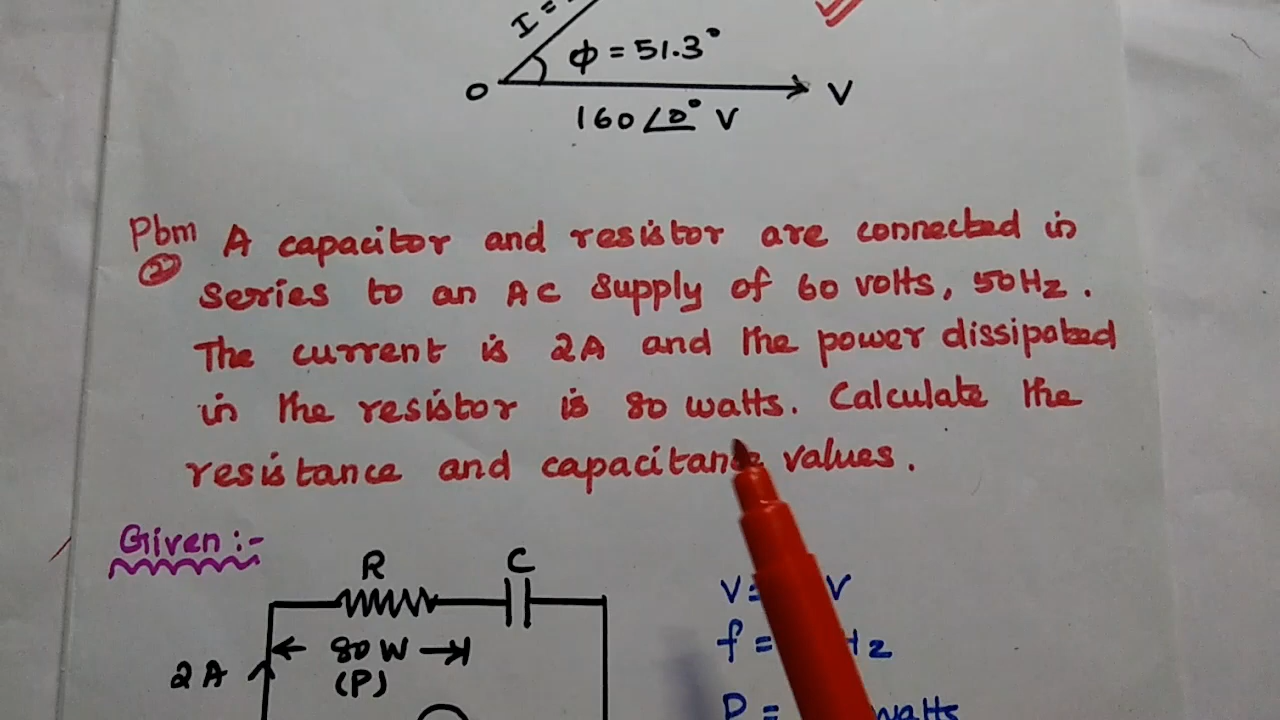 I =
ϕ = 51.3°
O
V
160∠0° V
Pbm ② A capacitor and resistor are connected in
series to an AC supply of 60 volts, 50Hz.
The current is 2A and the power dissipated
in the resistor is 80 watts. Calculate the
resistance and capacitance values.
Given :-
R C
V= V
f = Hz
2A 80 W
(P)
P = watts